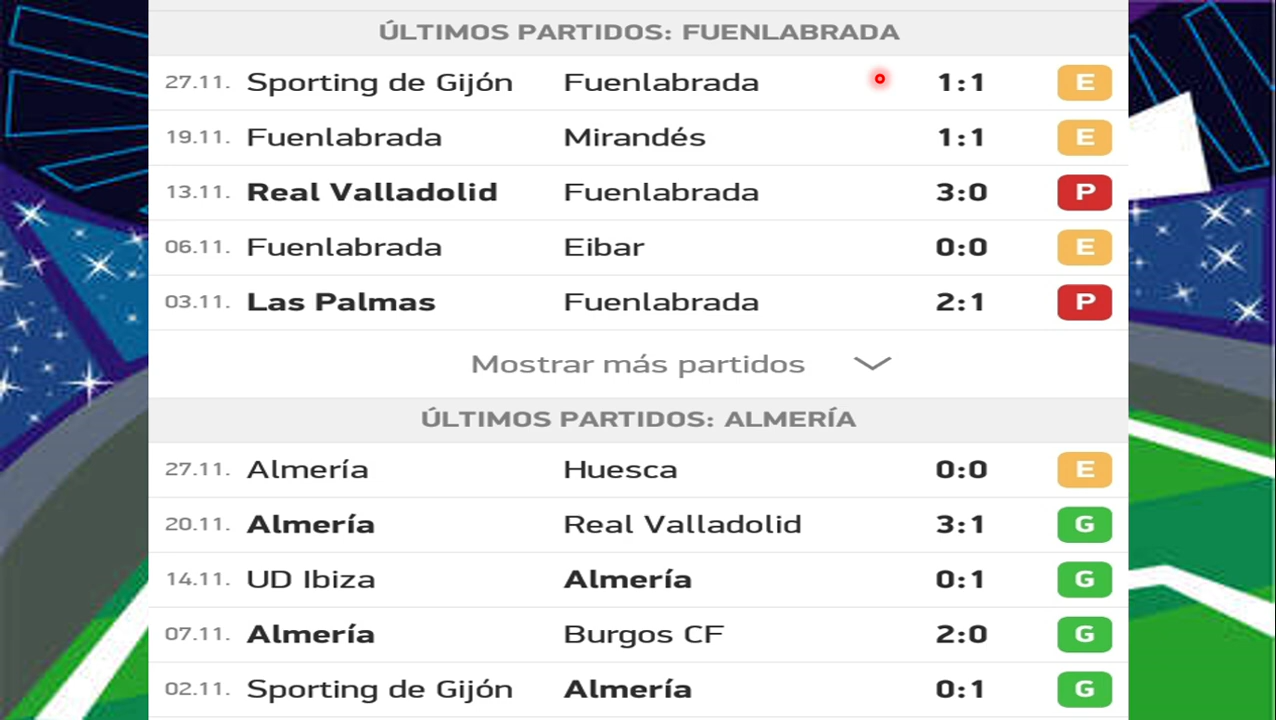 ÚLTIMOS PARTIDOS: FUENLABRADA
27.11. Sporting de Gijón Fuenlabrada 1:1 E
19.11. Fuenlabrada Mirandés 1:1 E
13.11. Real Valladolid Fuenlabrada 3:0 P
06.11. Fuenlabrada Eibar 0:0 E
03.11. Las Palmas Fuenlabrada 2:1 P
Mostrar más partidos
ÚLTIMOS PARTIDOS: ALMERÍA
27.11. Almería Huesca 0:0 E
20.11. Almería Real Valladolid 3:1 G
14.11. UD Ibiza Almería 0:1 G
07.11. Almería Burgos CF 2:0 G
02.11. Sporting de Gijón Almería 0:1 G